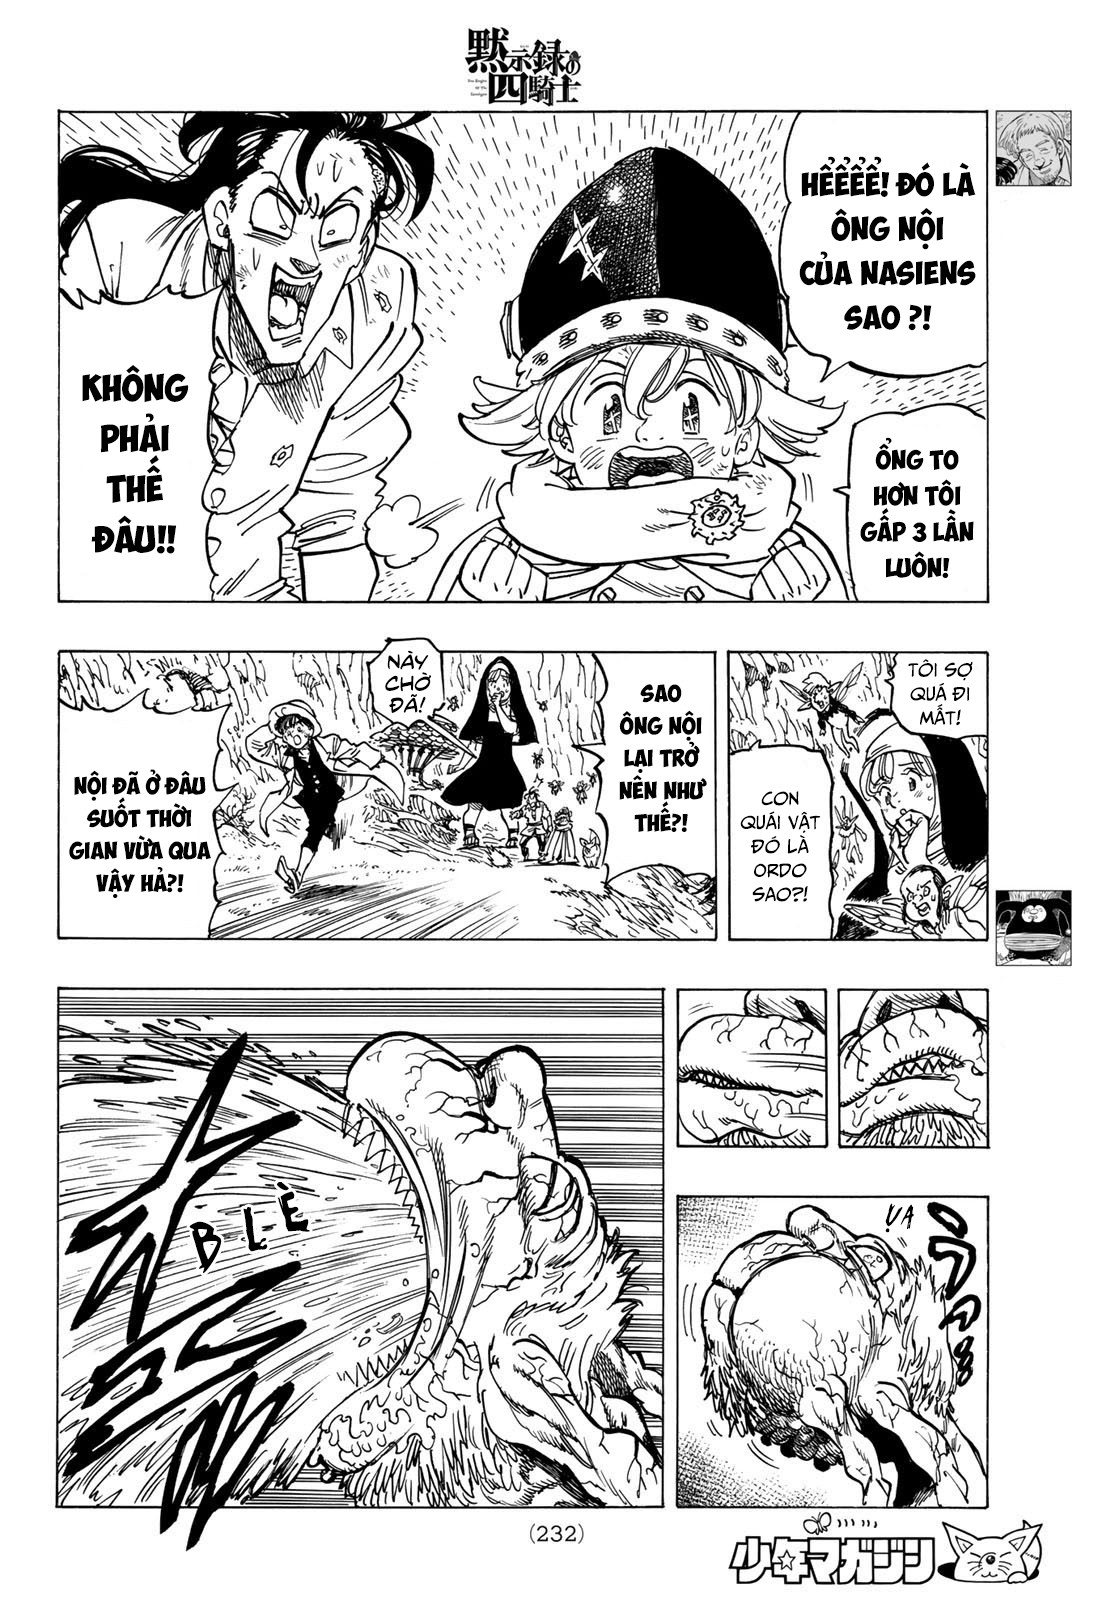 黙示録の
四騎士
HỂỂỂỂ! ĐÓ LÀ
ÔNG NỘI
CỦA NASIENS
SAO ?!
ỔNG TO
HƠN TÔI
GẤP 3 LẦN
LUÔN!
KHÔNG
PHẢI
THẾ
ĐÂU!!
TÔI SỢ
QUÁ ĐI
MẤT!
CON
QUÁI VẬT
ĐÓ LÀ
ORDO
SAO?!
SAO
ÔNG NỘI
LẠI TRỞ
NÊN NHƯ
THẾ?!
NÀY
CHỜ
ĐÃ!
NỘI ĐÃ Ở ĐÂU
SUỐT THỜI
GIAN VỪA QUA
VẬY HẢ?!
ỤA
BLÈ
(232)
少年マガジン